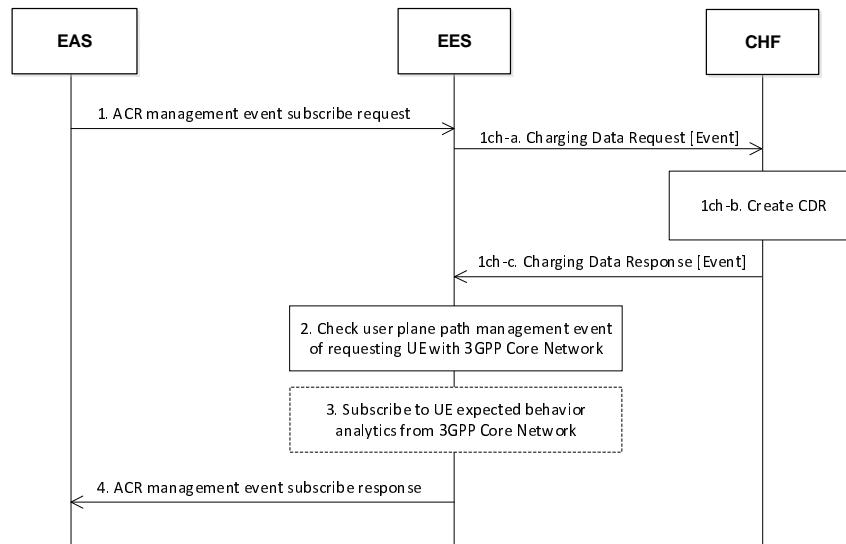 EAS
EES
CHF
1. ACR management event subscribe request
1ch-a. Charging Data Request [Event]
1ch-b. Create CDR
1ch-c. Charging Data Response [Event]
2. Check user plane path management event
of requesting UE with 3GPP Core Network
3. Subscribe to UE expected behavior
analytics from 3GPP Core Network
4. ACR management event subscribe response